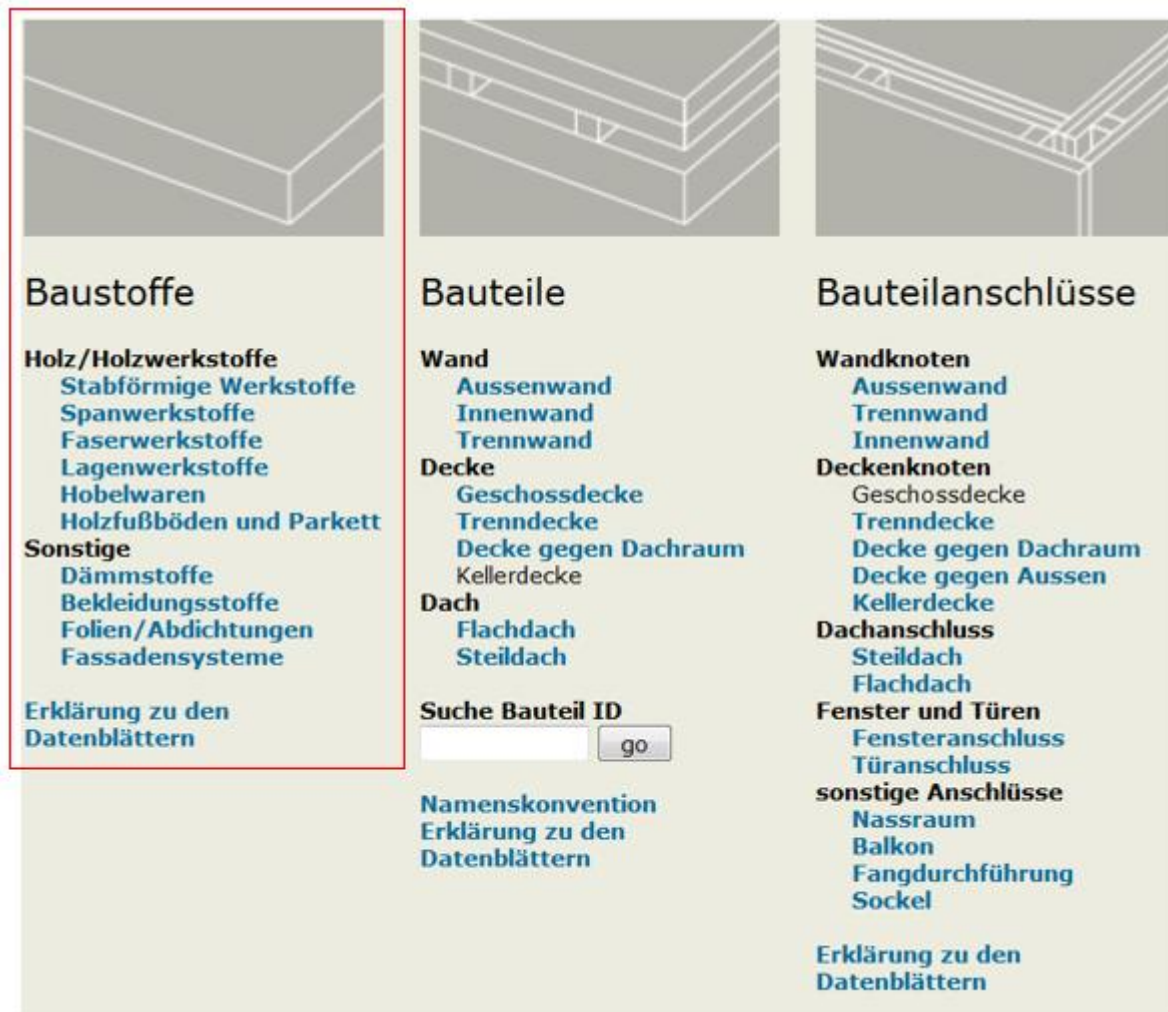 Baustoffe
Holz/Holzwerkstoffe
Stabförmige Werkstoffe
Spanwerkstoffe
Faserwerkstoffe
Lagenwerkstoffe
Hobelwaren
Holzfußböden und Parkett
Sonstige
Dämmstoffe
Bekleidungsstoffe
Folien/Abdichtungen
Fassadensysteme
Erklärung zu den
Datenblättern
Bauteile
Wand
Aussenwand
Innenwand
Trennwand
Decke
Geschossdecke
Trenndecke
Decke gegen Dachraum
Kellerdecke
Dach
Flachdach
Steildach
Suche Bauteil ID
go
Namenskonvention
Erklärung zu den
Datenblättern
Bauteilanschlüsse
Wandknoten
Aussenwand
Trennwand
Innenwand
Deckenknoten
Geschossdecke
Trenndecke
Decke gegen Dachraum
Decke gegen Aussen
Kellerdecke
Dachanschluss
Steildach
Flachdach
Fenster und Türen
Fensteranschluss
Türanschluss
sonstige Anschlüsse
Nassraum
Balkon
Fangdurchführung
Sockel
Erklärung zu den
Datenblättern